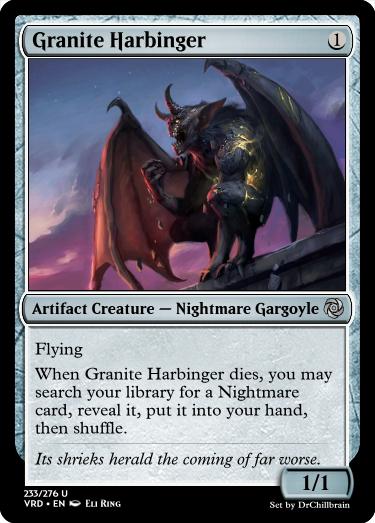 Granite Harbinger
1
Artifact Creature — Nightmare Gargoyle
Flying
When Granite Harbinger dies, you may
search your library for a Nightmare
card, reveal it, put it into your hand,
then shuffle.
Its shrieks herald the coming of far worse.
1/1
233/276 U
VRD • EN Eli Ring
Set by DrChillbrain